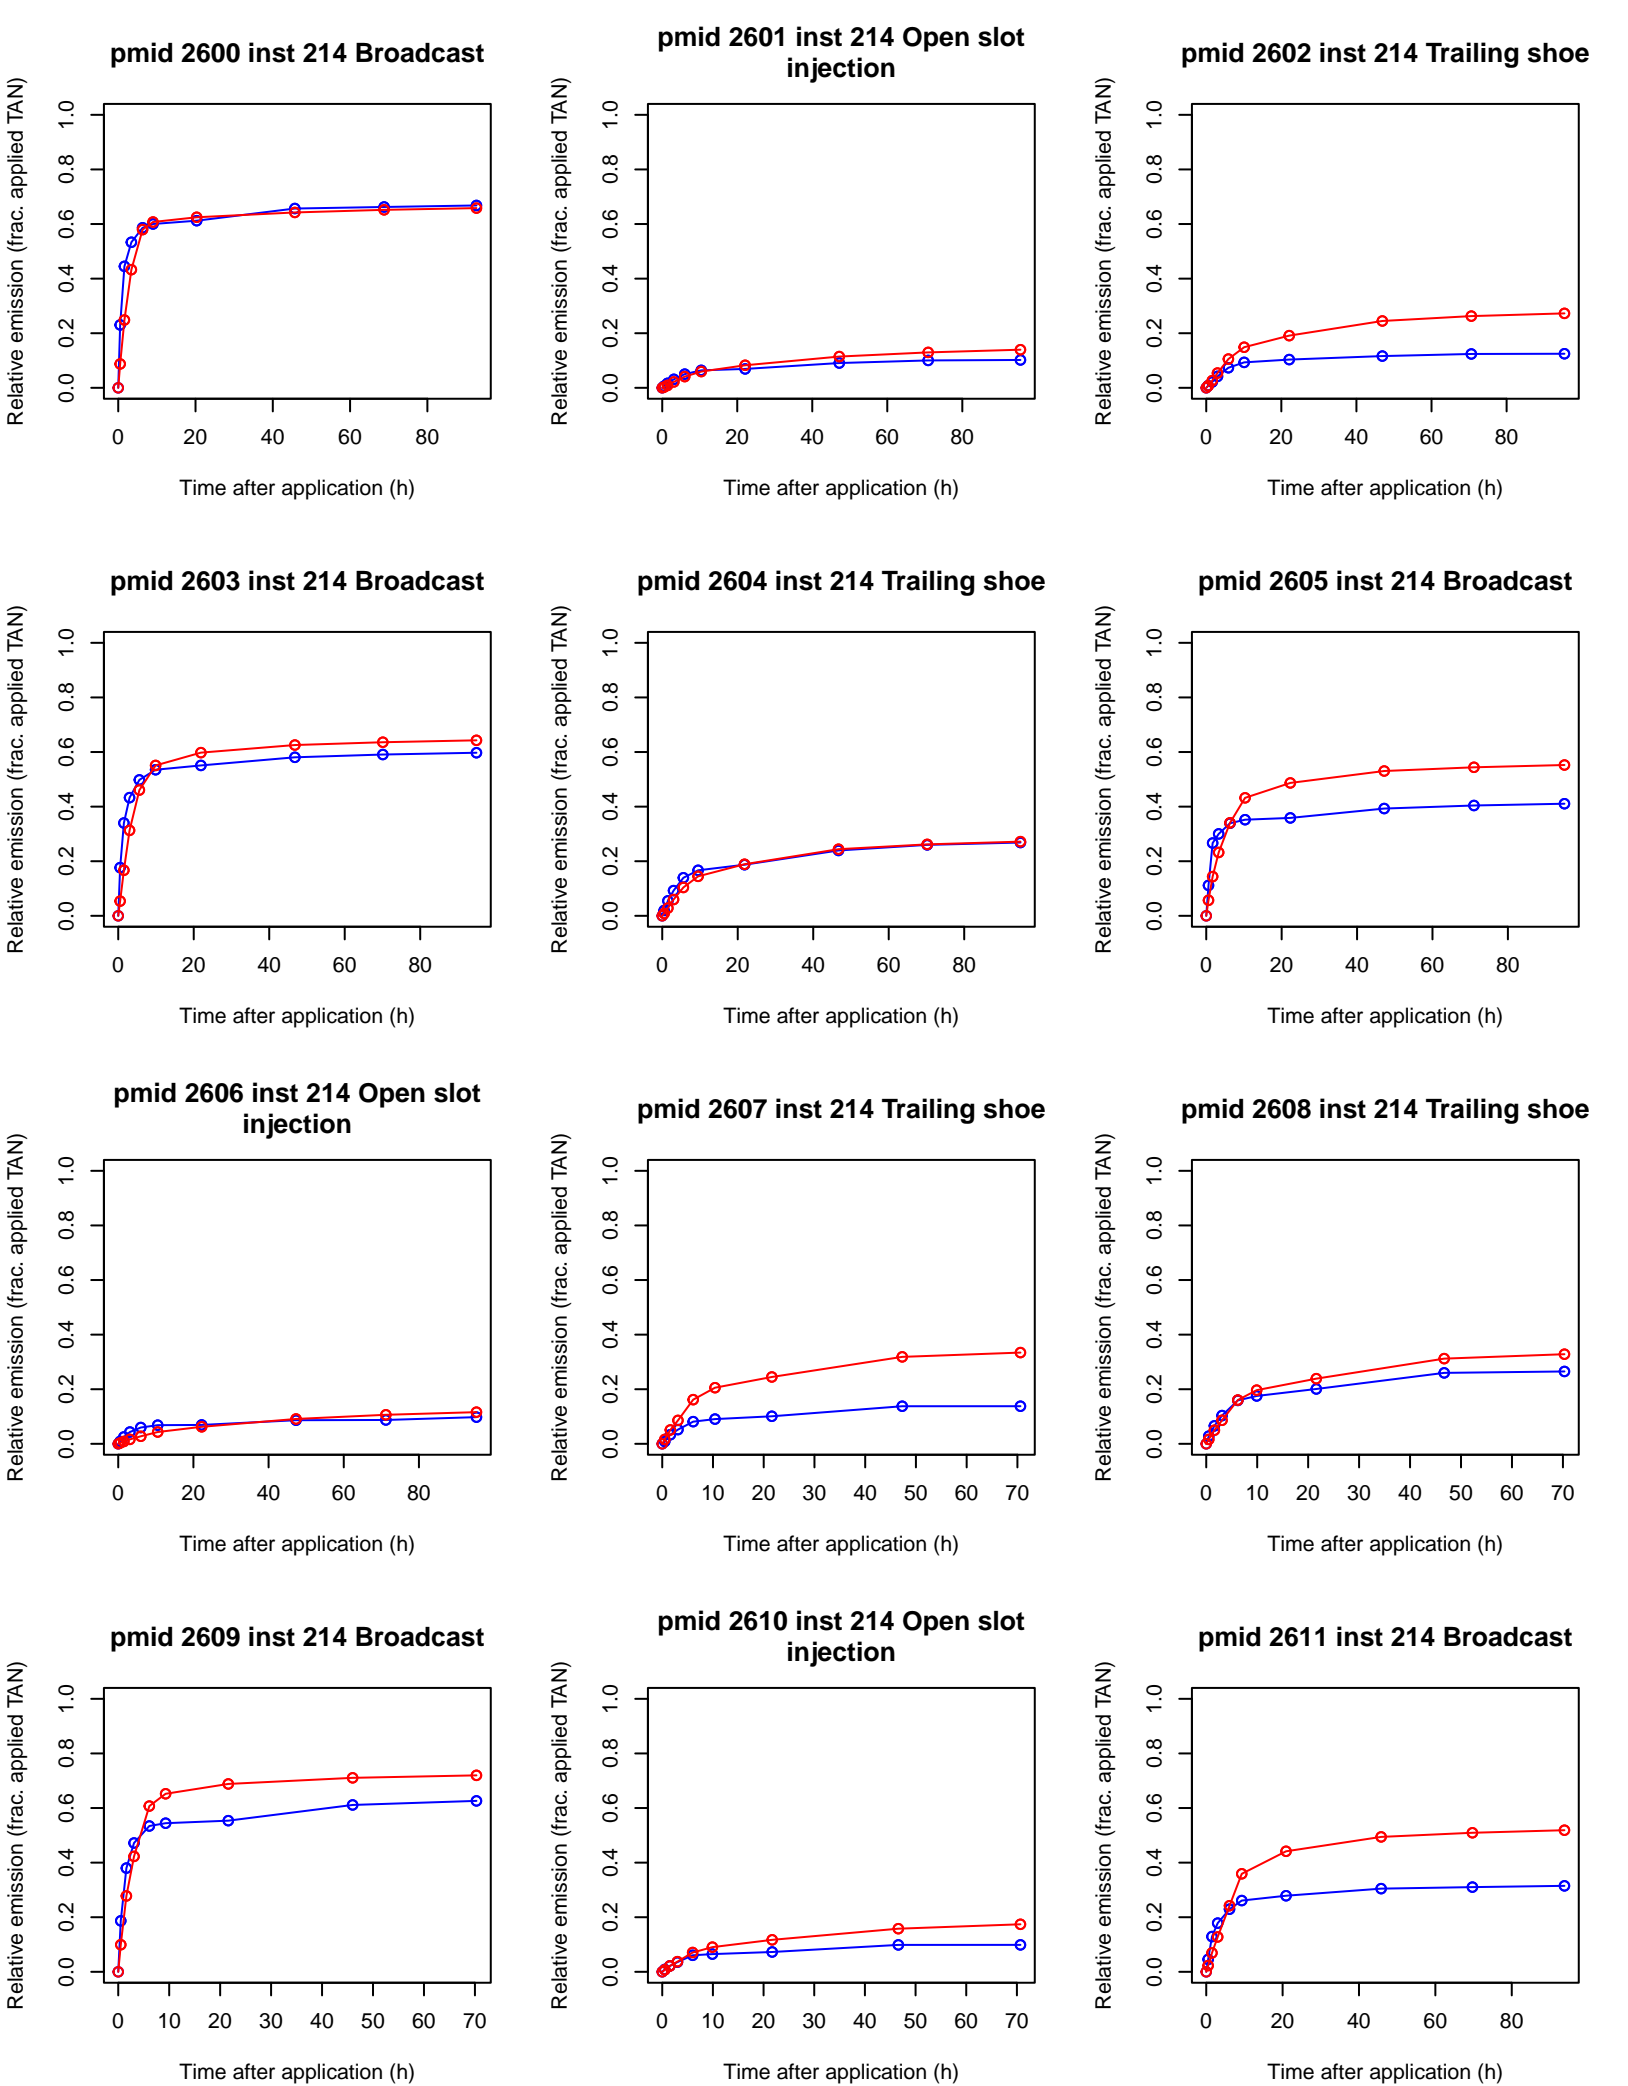 pmid 2600 inst 214 Broadcast
Relative emission (frac. applied TAN)
0.0 0.2 0.4 0.6 0.8 1.0
0 20 40 60 80
Time after application (h)
pmid 2601 inst 214 Open slot
injection
Relative emission (frac. applied TAN)
0.0 0.2 0.4 0.6 0.8 1.0
0 20 40 60 80
Time after application (h)
pmid 2602 inst 214 Trailing shoe
Relative emission (frac. applied TAN)
0.0 0.2 0.4 0.6 0.8 1.0
0 20 40 60 80
Time after application (h)
pmid 2603 inst 214 Broadcast
Relative emission (frac. applied TAN)
0.0 0.2 0.4 0.6 0.8 1.0
0 20 40 60 80
Time after application (h)
pmid 2604 inst 214 Trailing shoe
Relative emission (frac. applied TAN)
0.0 0.2 0.4 0.6 0.8 1.0
0 20 40 60 80
Time after application (h)
pmid 2605 inst 214 Broadcast
Relative emission (frac. applied TAN)
0.0 0.2 0.4 0.6 0.8 1.0
0 20 40 60 80
Time after application (h)
pmid 2606 inst 214 Open slot
injection
Relative emission (frac. applied TAN)
0.0 0.2 0.4 0.6 0.8 1.0
0 20 40 60 80
Time after application (h)
pmid 2607 inst 214 Trailing shoe
Relative emission (frac. applied TAN)
0.0 0.2 0.4 0.6 0.8 1.0
0 10 20 30 40 50 60 70
Time after application (h)
pmid 2608 inst 214 Trailing shoe
Relative emission (frac. applied TAN)
0.0 0.2 0.4 0.6 0.8 1.0
0 10 20 30 40 50 60 70
Time after application (h)
pmid 2609 inst 214 Broadcast
Relative emission (frac. applied TAN)
0.0 0.2 0.4 0.6 0.8 1.0
0 10 20 30 40 50 60 70
Time after application (h)
pmid 2610 inst 214 Open slot
injection
Relative emission (frac. applied TAN)
0.0 0.2 0.4 0.6 0.8 1.0
0 10 20 30 40 50 60 70
Time after application (h)
pmid 2611 inst 214 Broadcast
Relative emission (frac. applied TAN)
0.0 0.2 0.4 0.6 0.8 1.0
0 20 40 60 80
Time after application (h)